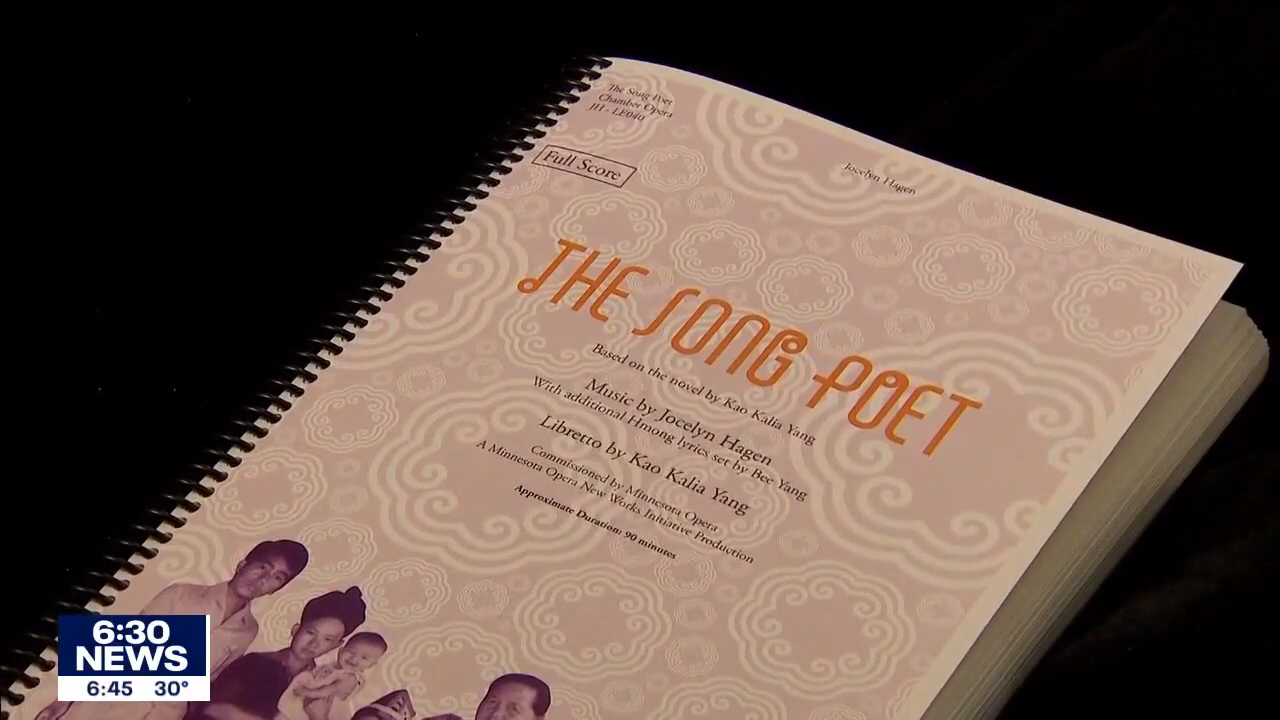 The Song Poet
Chamber Opera
JH - LE040
Jocelyn Hagen
Full Score
THE SONG POET
Based on the novel by Kao Kalia Yang
Music by Jocelyn Hagen
With additional Hmong lyrics set by Bee Yang
Libretto by Kao Kalia Yang
Commissioned by Minnesota Opera
A Minnesota Opera New Works Initiative Production
Approximate Duration: 90 minutes
6:30
NEWS
6:45 30°